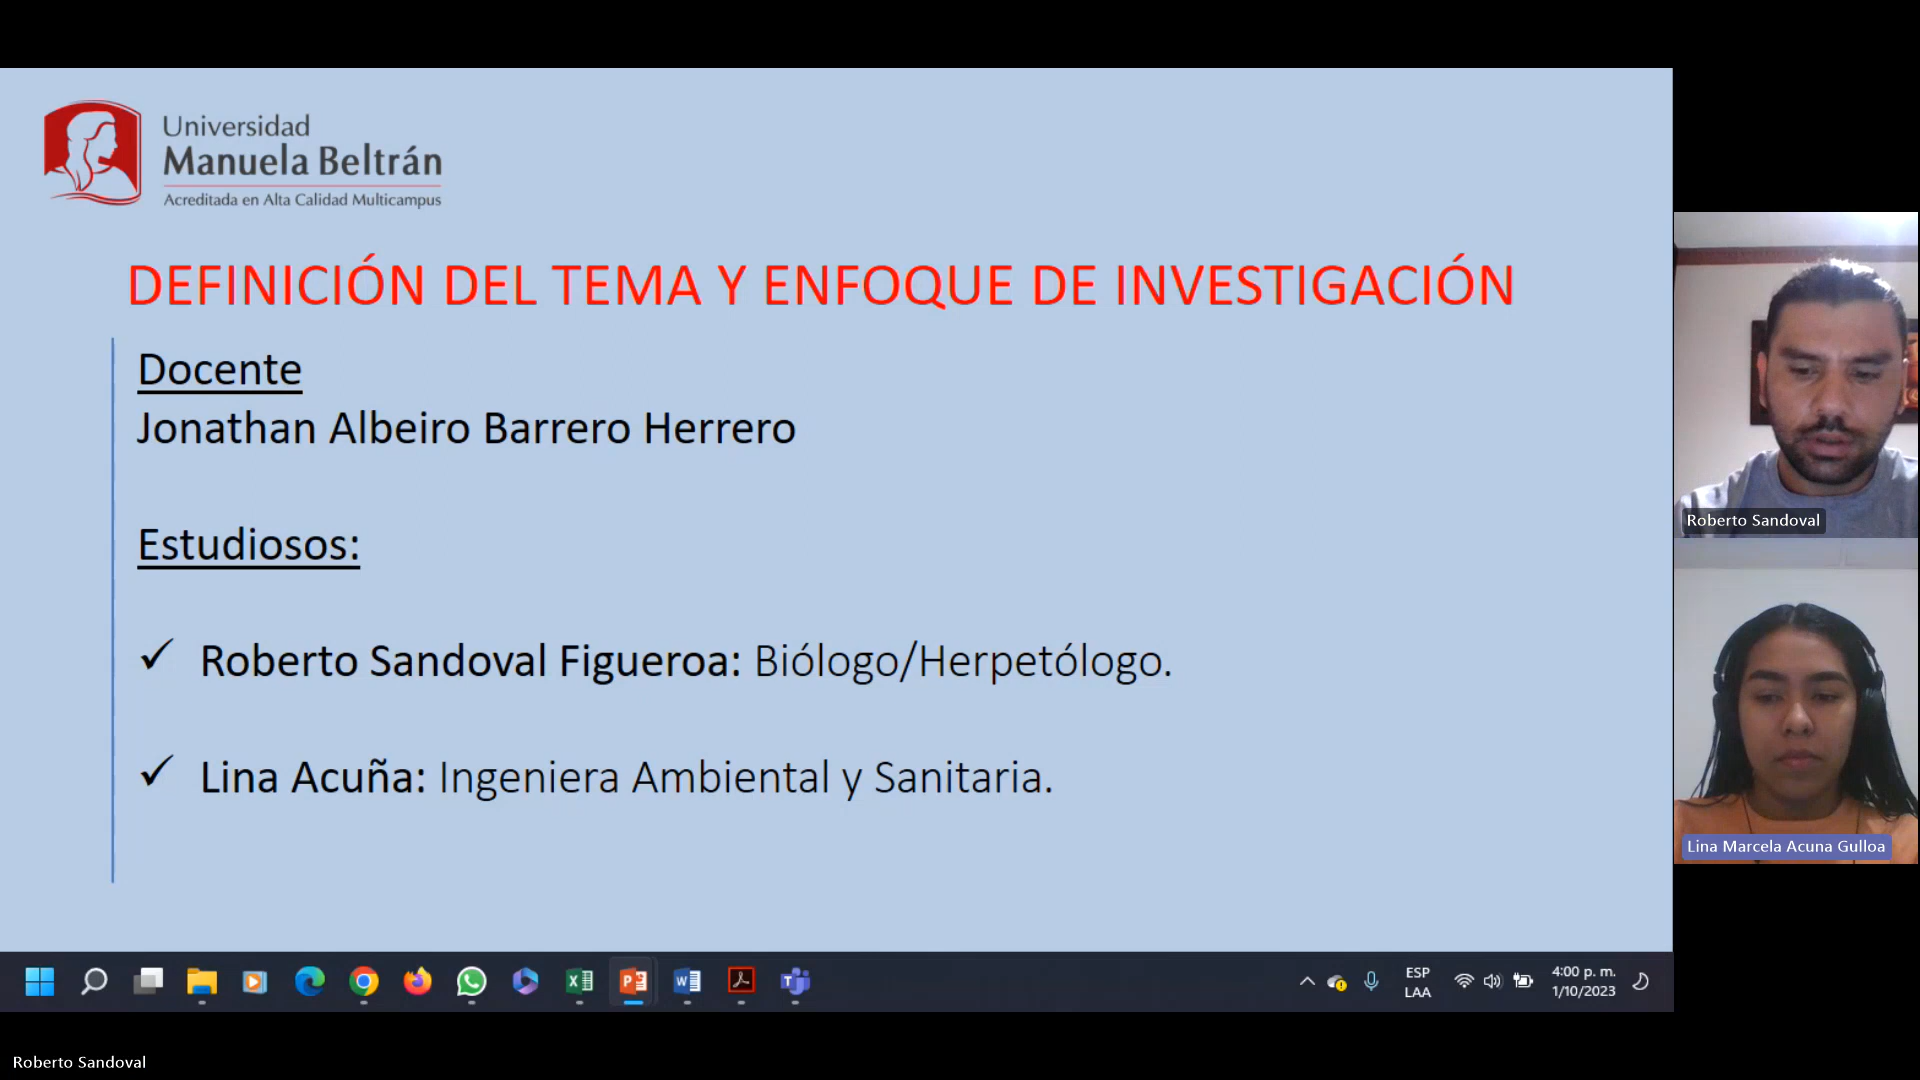 Universidad
Manuela Beltrán
Acreditada en Alta Calidad Multicampus
DEFINICIÓN DEL TEMA Y ENFOQUE DE INVESTIGACIÓN
Docente
Jonathan Albeiro Barrero Herrero
Estudiosos:
✓ Roberto Sandoval Figueroa: Biólogo/Herpetólogo.
✓ Lina Acuña: Ingeniera Ambiental y Sanitaria.
Roberto Sandoval
Lina Marcela Acuna Gulloa
ESP
LAA
4:00 p. m.
1/10/2023
Roberto Sandoval